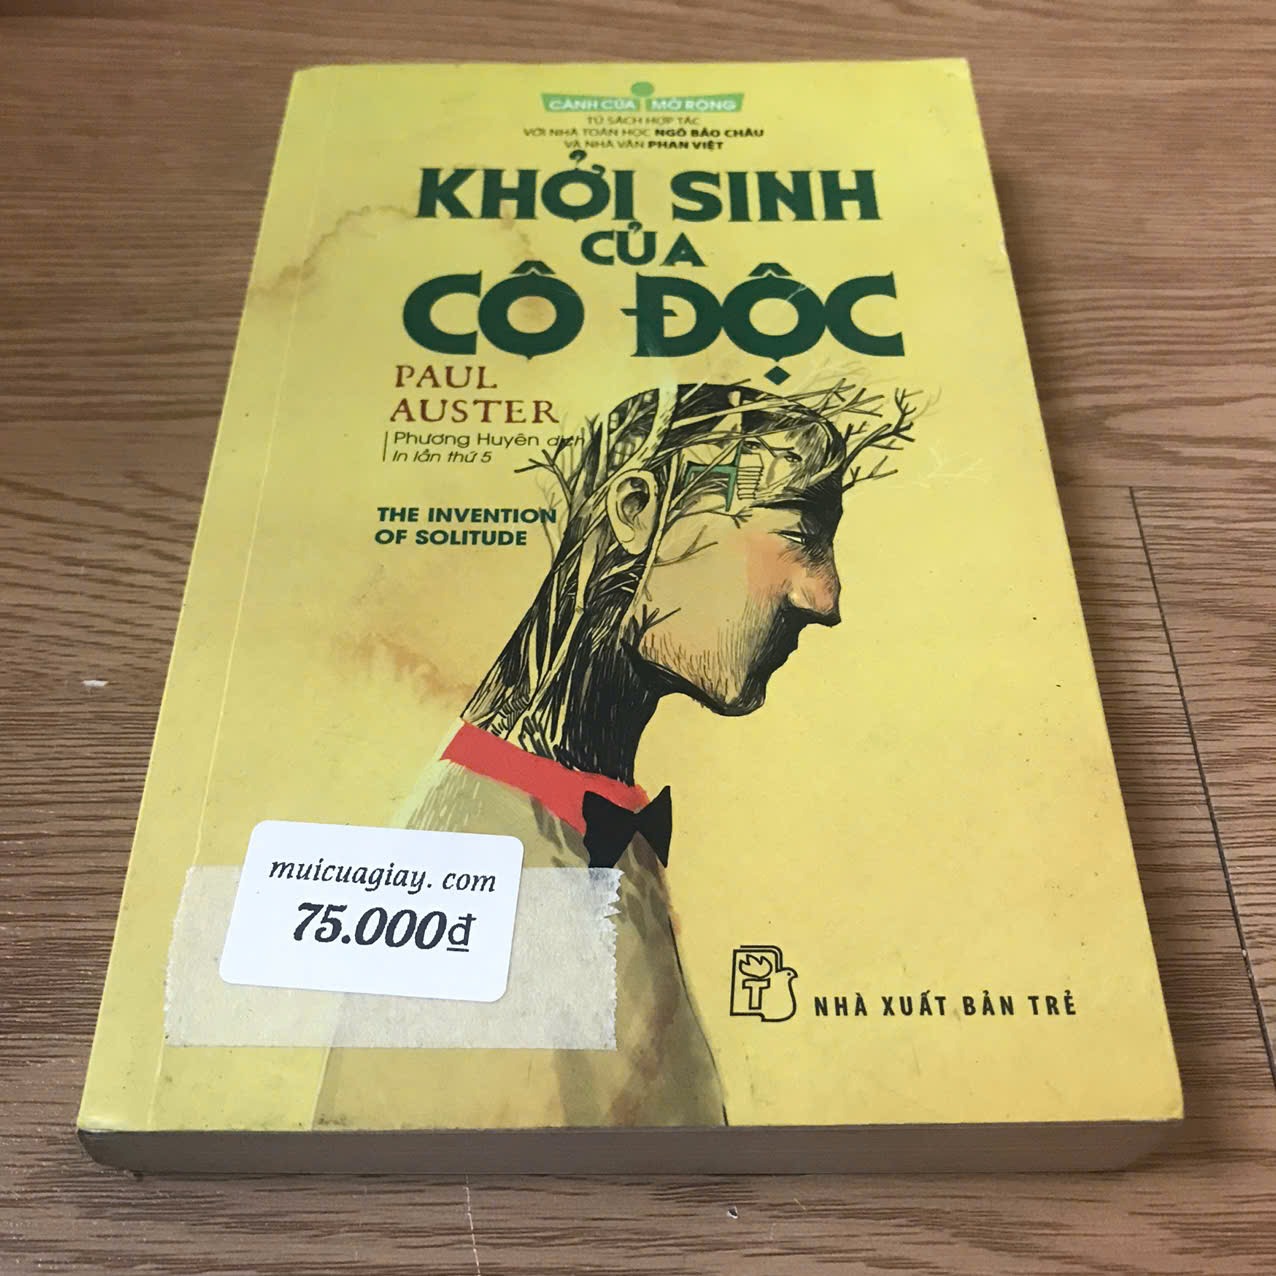 CÁNH CỬA MỞ RỘNG
TỦ SÁCH HỢP TÁC
VỚI NHÀ TOÁN HỌC NGÔ BẢO CHÂU
VÀ NHÀ VĂN PHAN VIỆT
KHỞI SINH
CỦA
CÔ ĐỘC
PAUL
AUSTER
Phương Huyên dịch
In lần thứ 5
THE INVENTION
OF SOLITUDE
muicuagiay. com
75.000đ
T
NHÀ XUẤT BẢN TRẺ